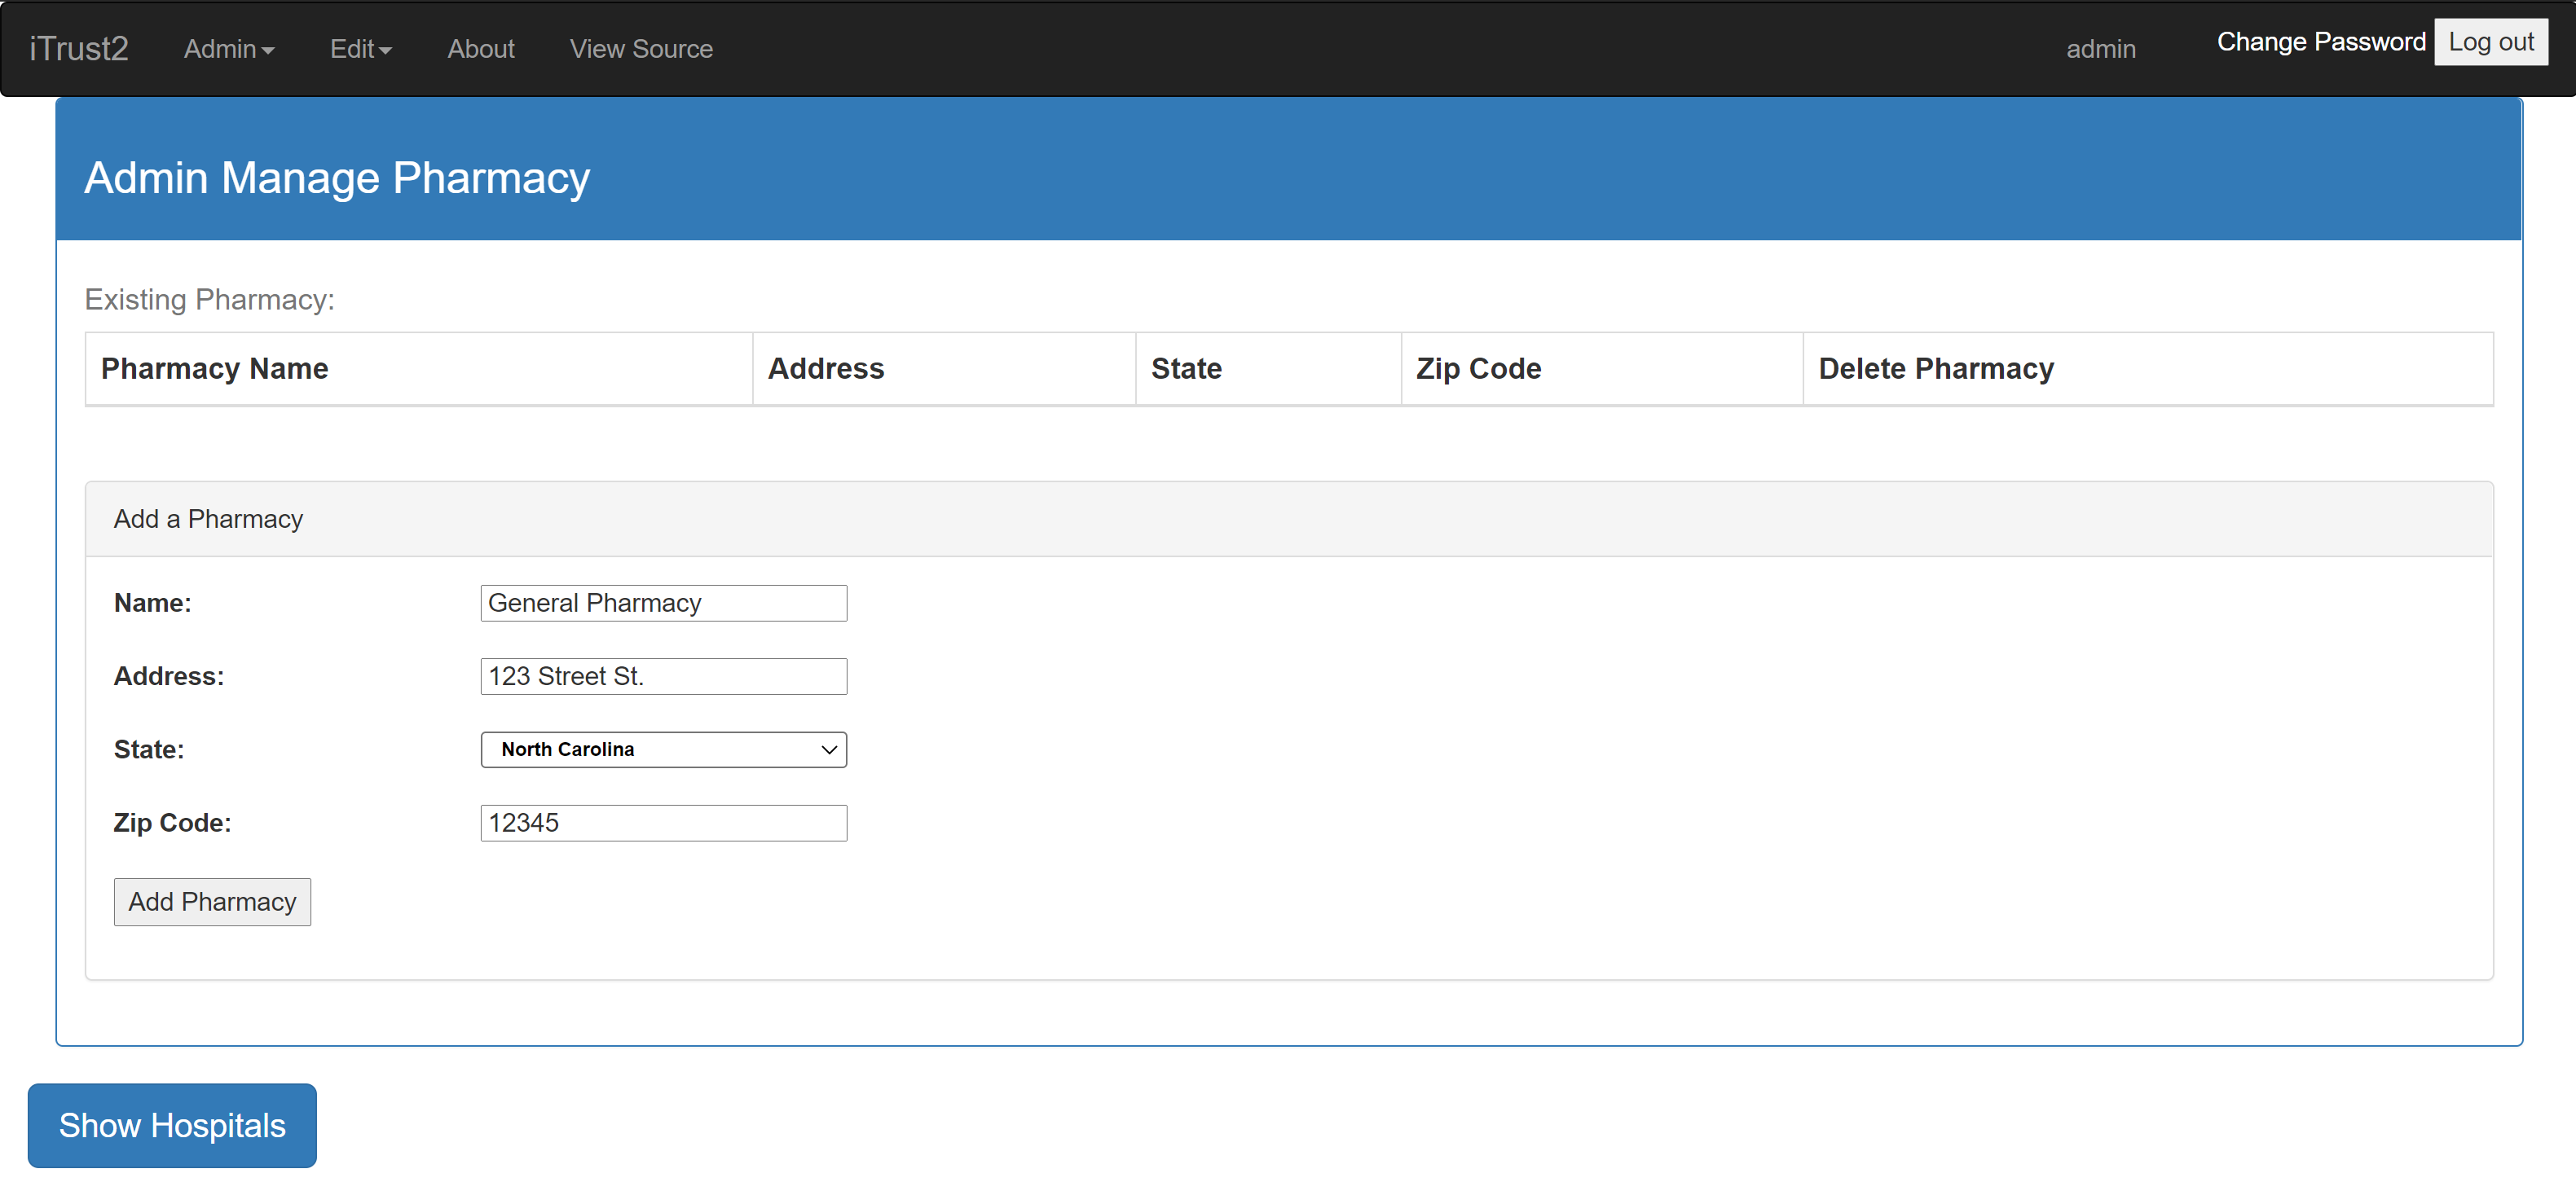 iTrust2 Admin Edit About View Source admin Change Password Log out
Admin Manage Pharmacy
Existing Pharmacy:
Pharmacy Name Address State Zip Code Delete Pharmacy
Add a Pharmacy
Name: General Pharmacy
Address: 123 Street St.
State: North Carolina
Zip Code: 12345
Add Pharmacy
Show Hospitals